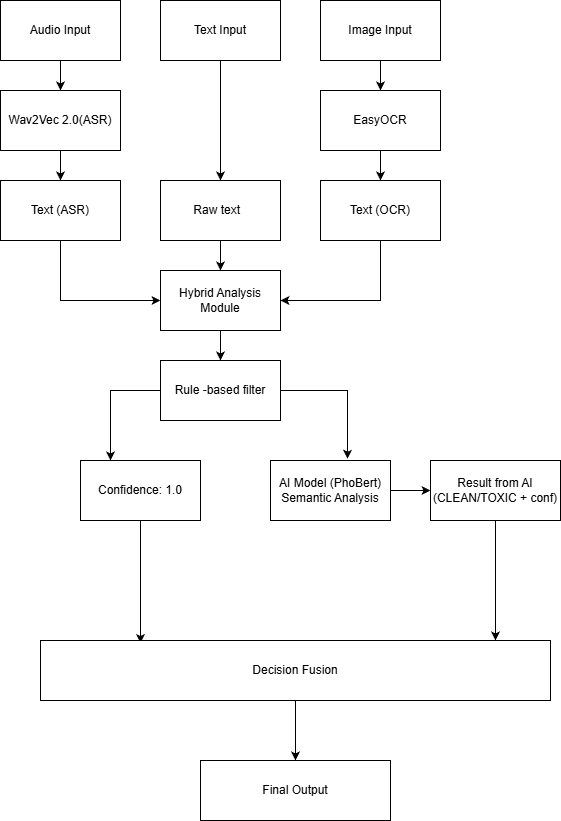 Audio Input
Text Input
Image Input
Wav2Vec 2.0(ASR)
EasyOCR
Text (ASR)
Raw text
Text (OCR)
Hybrid Analysis
Module
Rule -based filter
Confidence: 1.0
AI Model (PhoBert)
Semantic Analysis
Result from AI
(CLEAN/TOXIC + conf)
Decision Fusion
Final Output